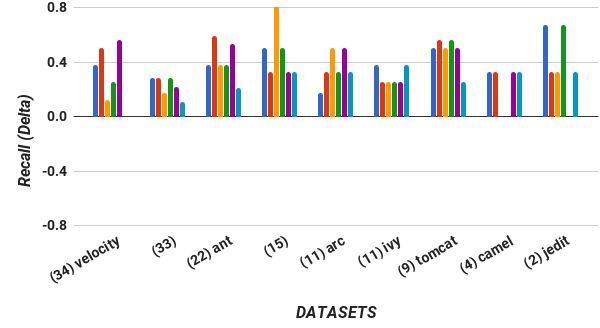 0.8
0.4
0.0
-0.4
-0.8
Recall (Delta)
(34) velocity
(33)
(22) ant
(15)
(11) arc
(11) ivy
(9) tomcat
(4) camel
(2) jedit
DATASETS